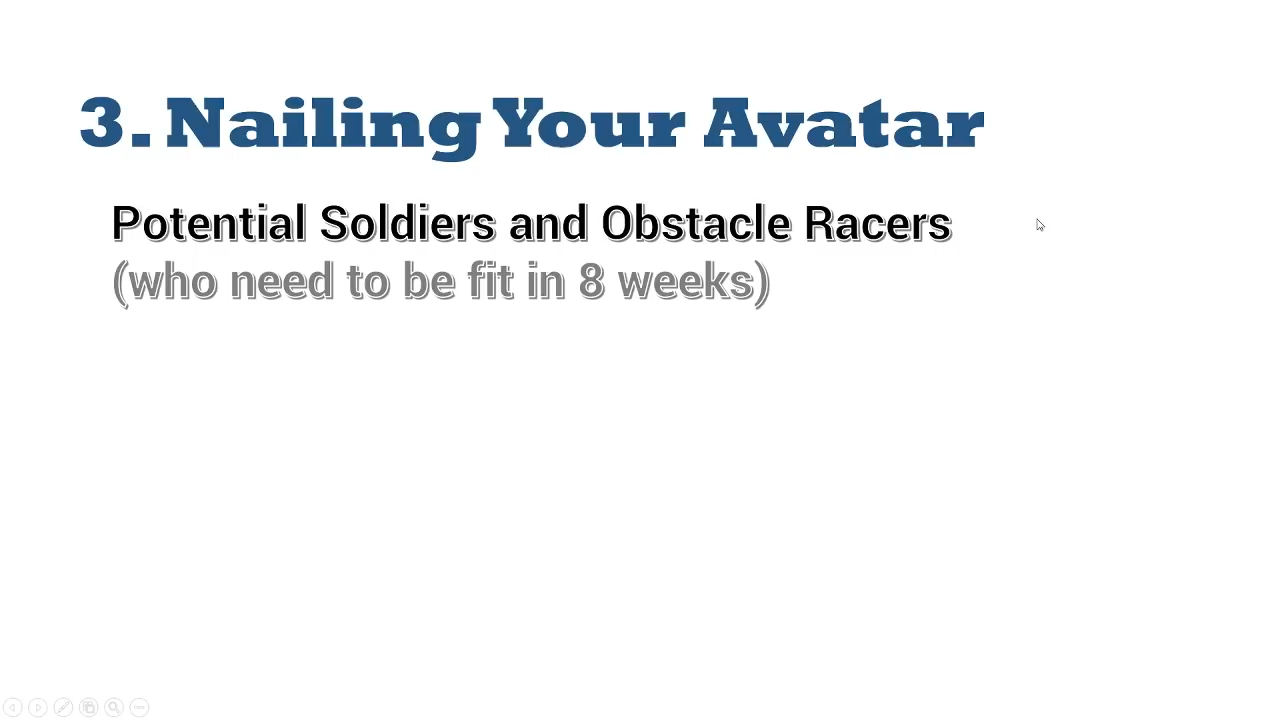 3. Nailing Your Avatar
Potential Soldiers and Obstacle Racers
(who need to be fit in 8 weeks)